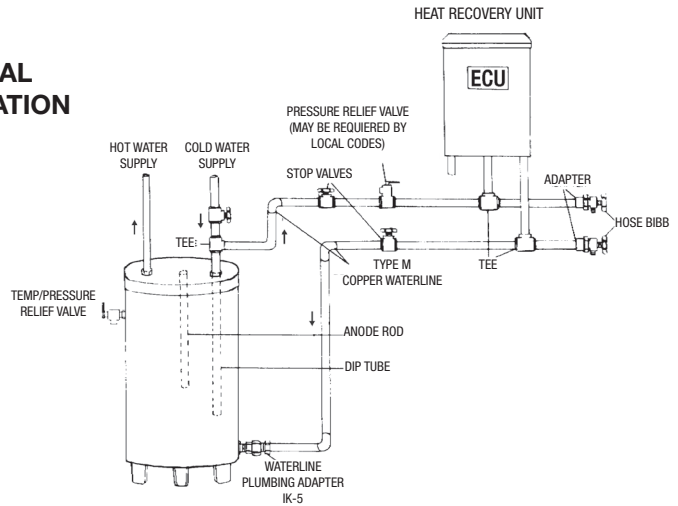 HEAT RECOVERY UNIT
AL
ATION
ECU
PRESSURE RELIEF VALVE
(MAY BE REQUIERED BY
LOCAL CODES)
HOT WATER
SUPPLY
COLD WATER
SUPPLY
STOP VALVES
ADAPTER
HOSE BIBB
TEE
TYPE M
COPPER WATERLINE
TEE
TEMP/PRESSURE
RELIEF VALVE
ANODE ROD
DIP TUBE
WATERLINE
PLUMBING ADAPTER
IK-5